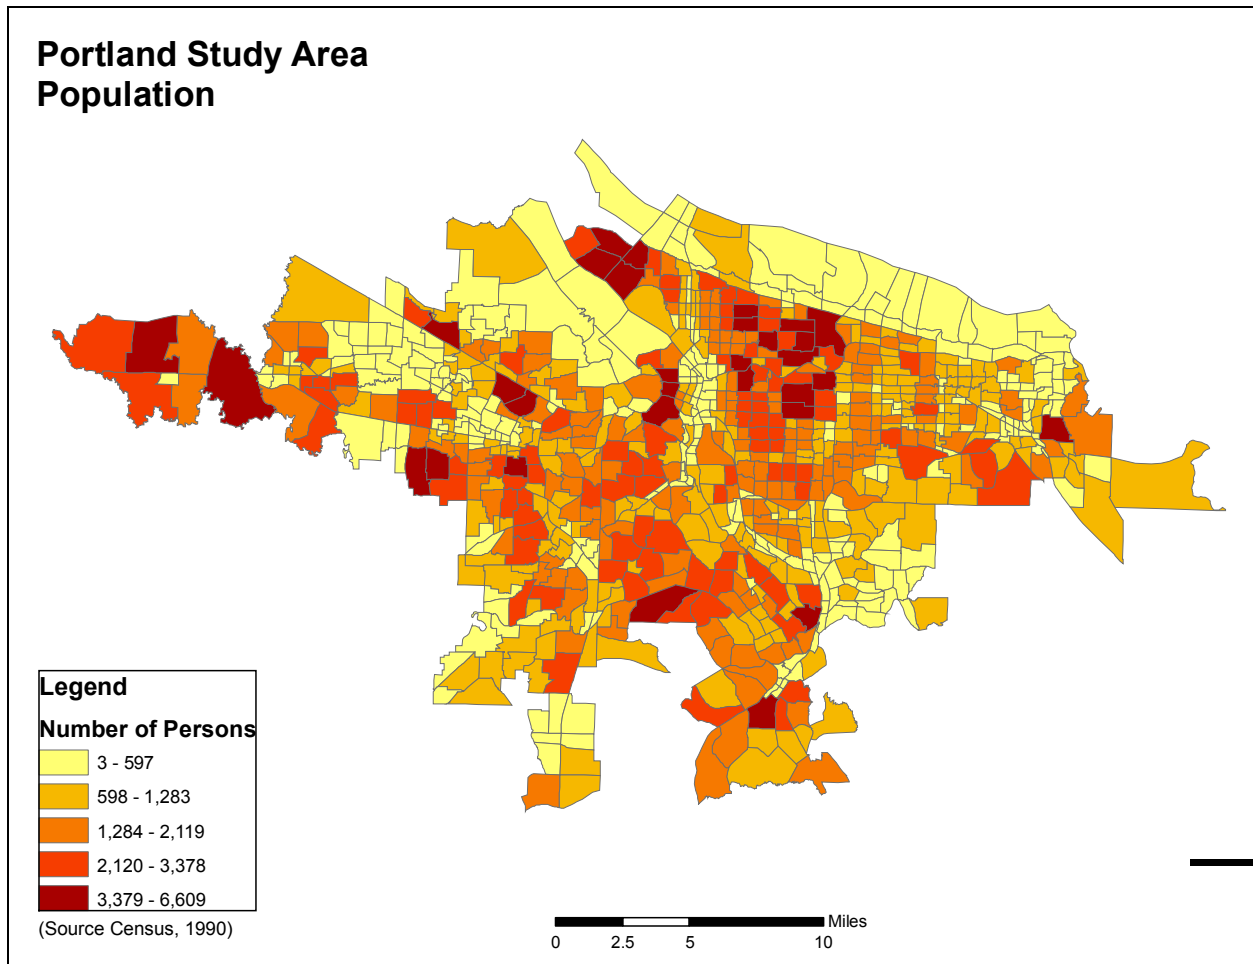 Portland Study Area
Population
Legend
Number of Persons
3 - 597
598 - 1,283
1,284 - 2,119
2,120 - 3,378
3,379 - 6,609
(Source Census, 1990)
Miles
0 2.5 5 10